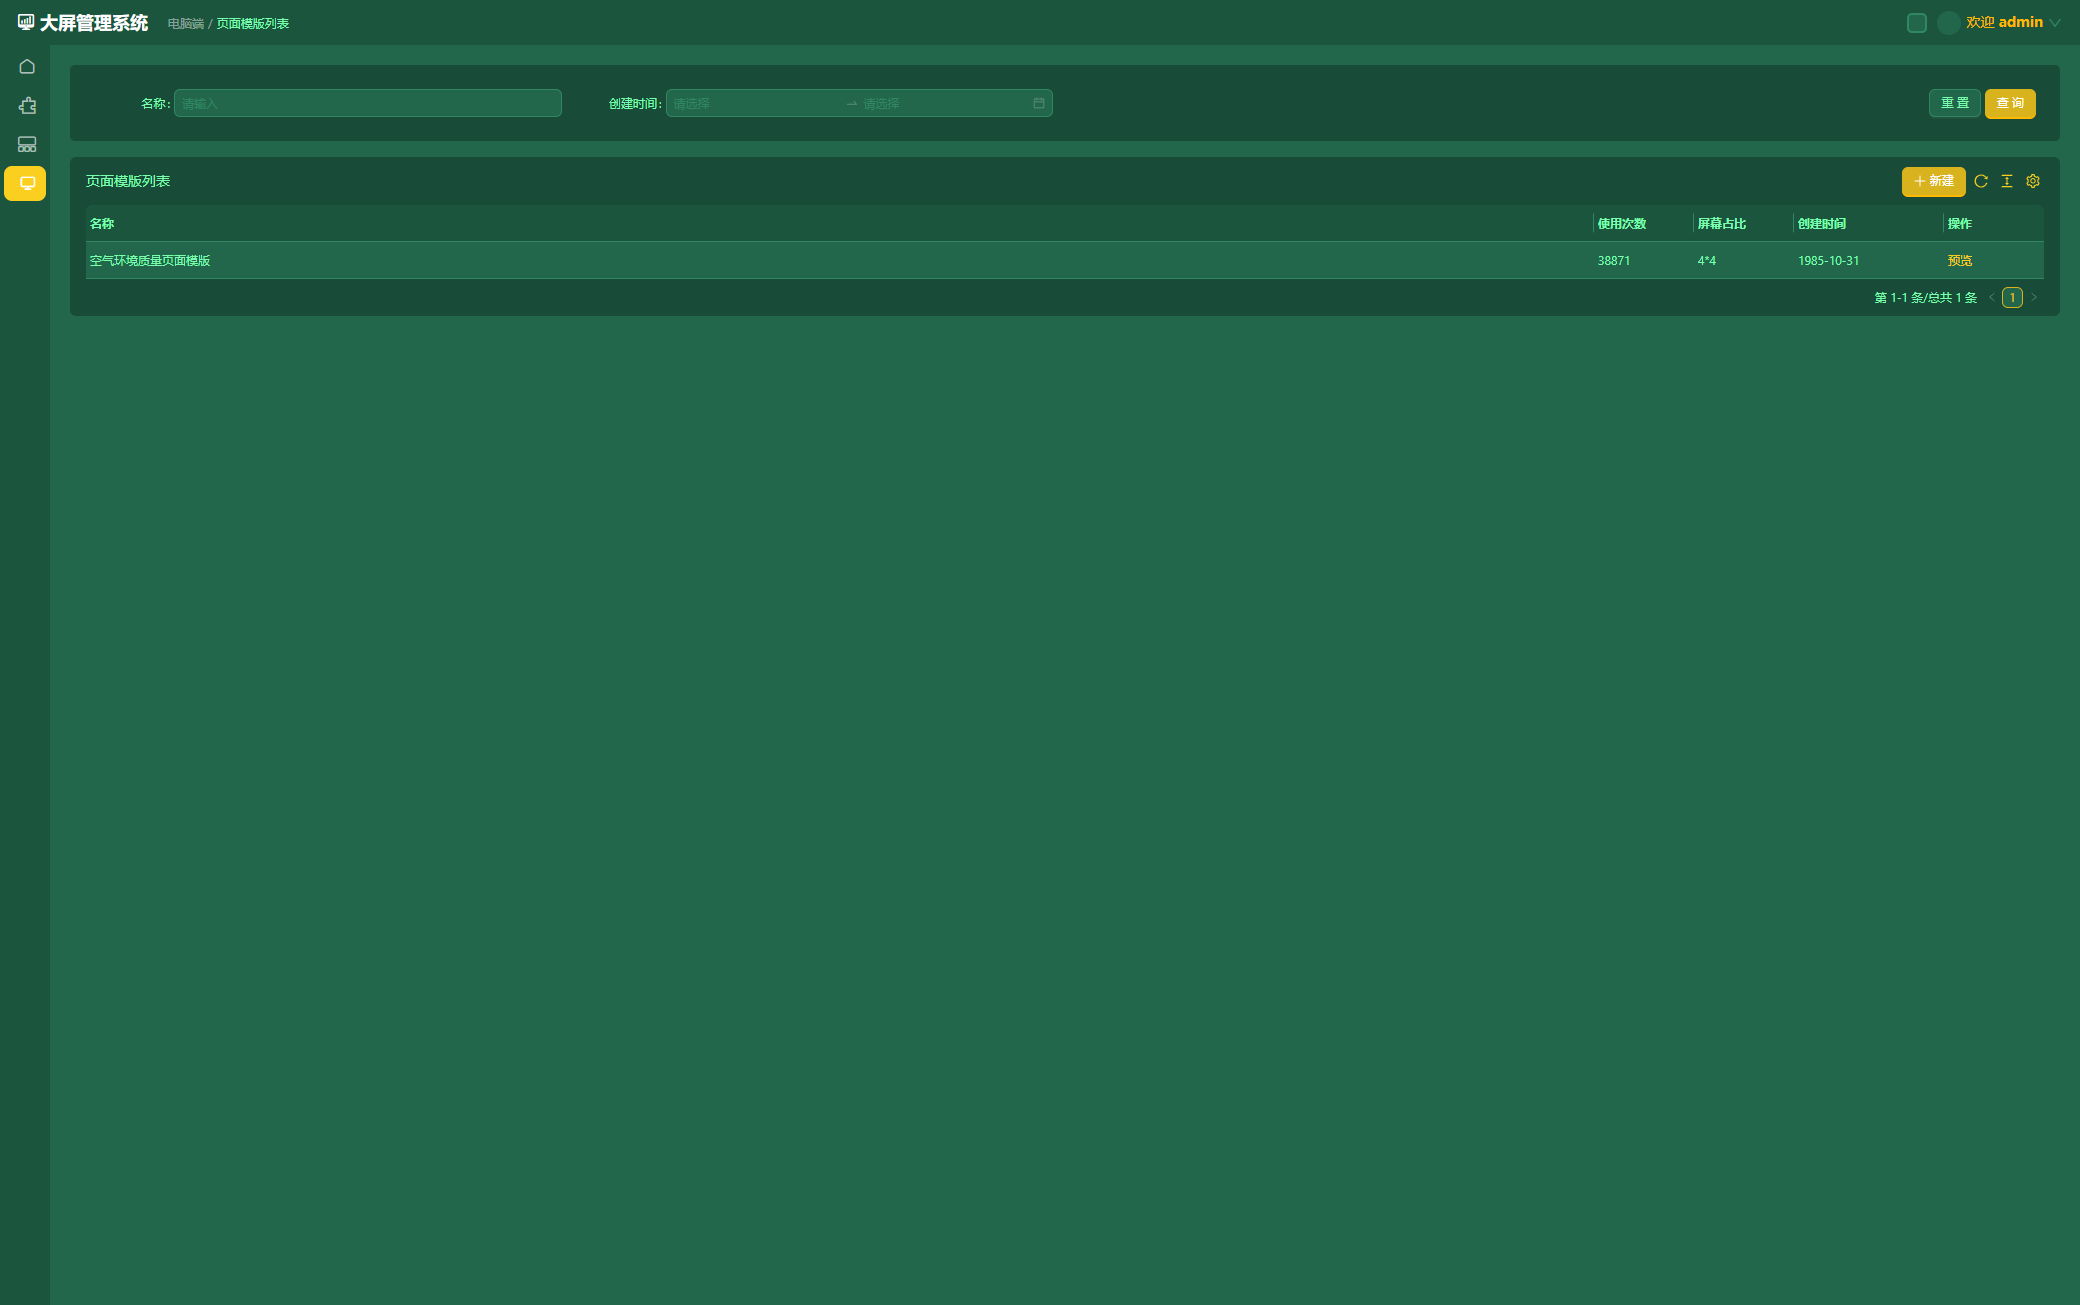 大屏管理系统 电脑端 / 页面模版列表 欢迎 admin
名称: 请输入 创建时间: 请选择 请选择 重 置 查 询
页面模版列表 新建
名称 使用次数 屏幕占比 创建时间 操作
空气环境质量页面模版 38871 4*4 1985-10-31 预览
第 1-1 条/总共 1 条 < 1 >